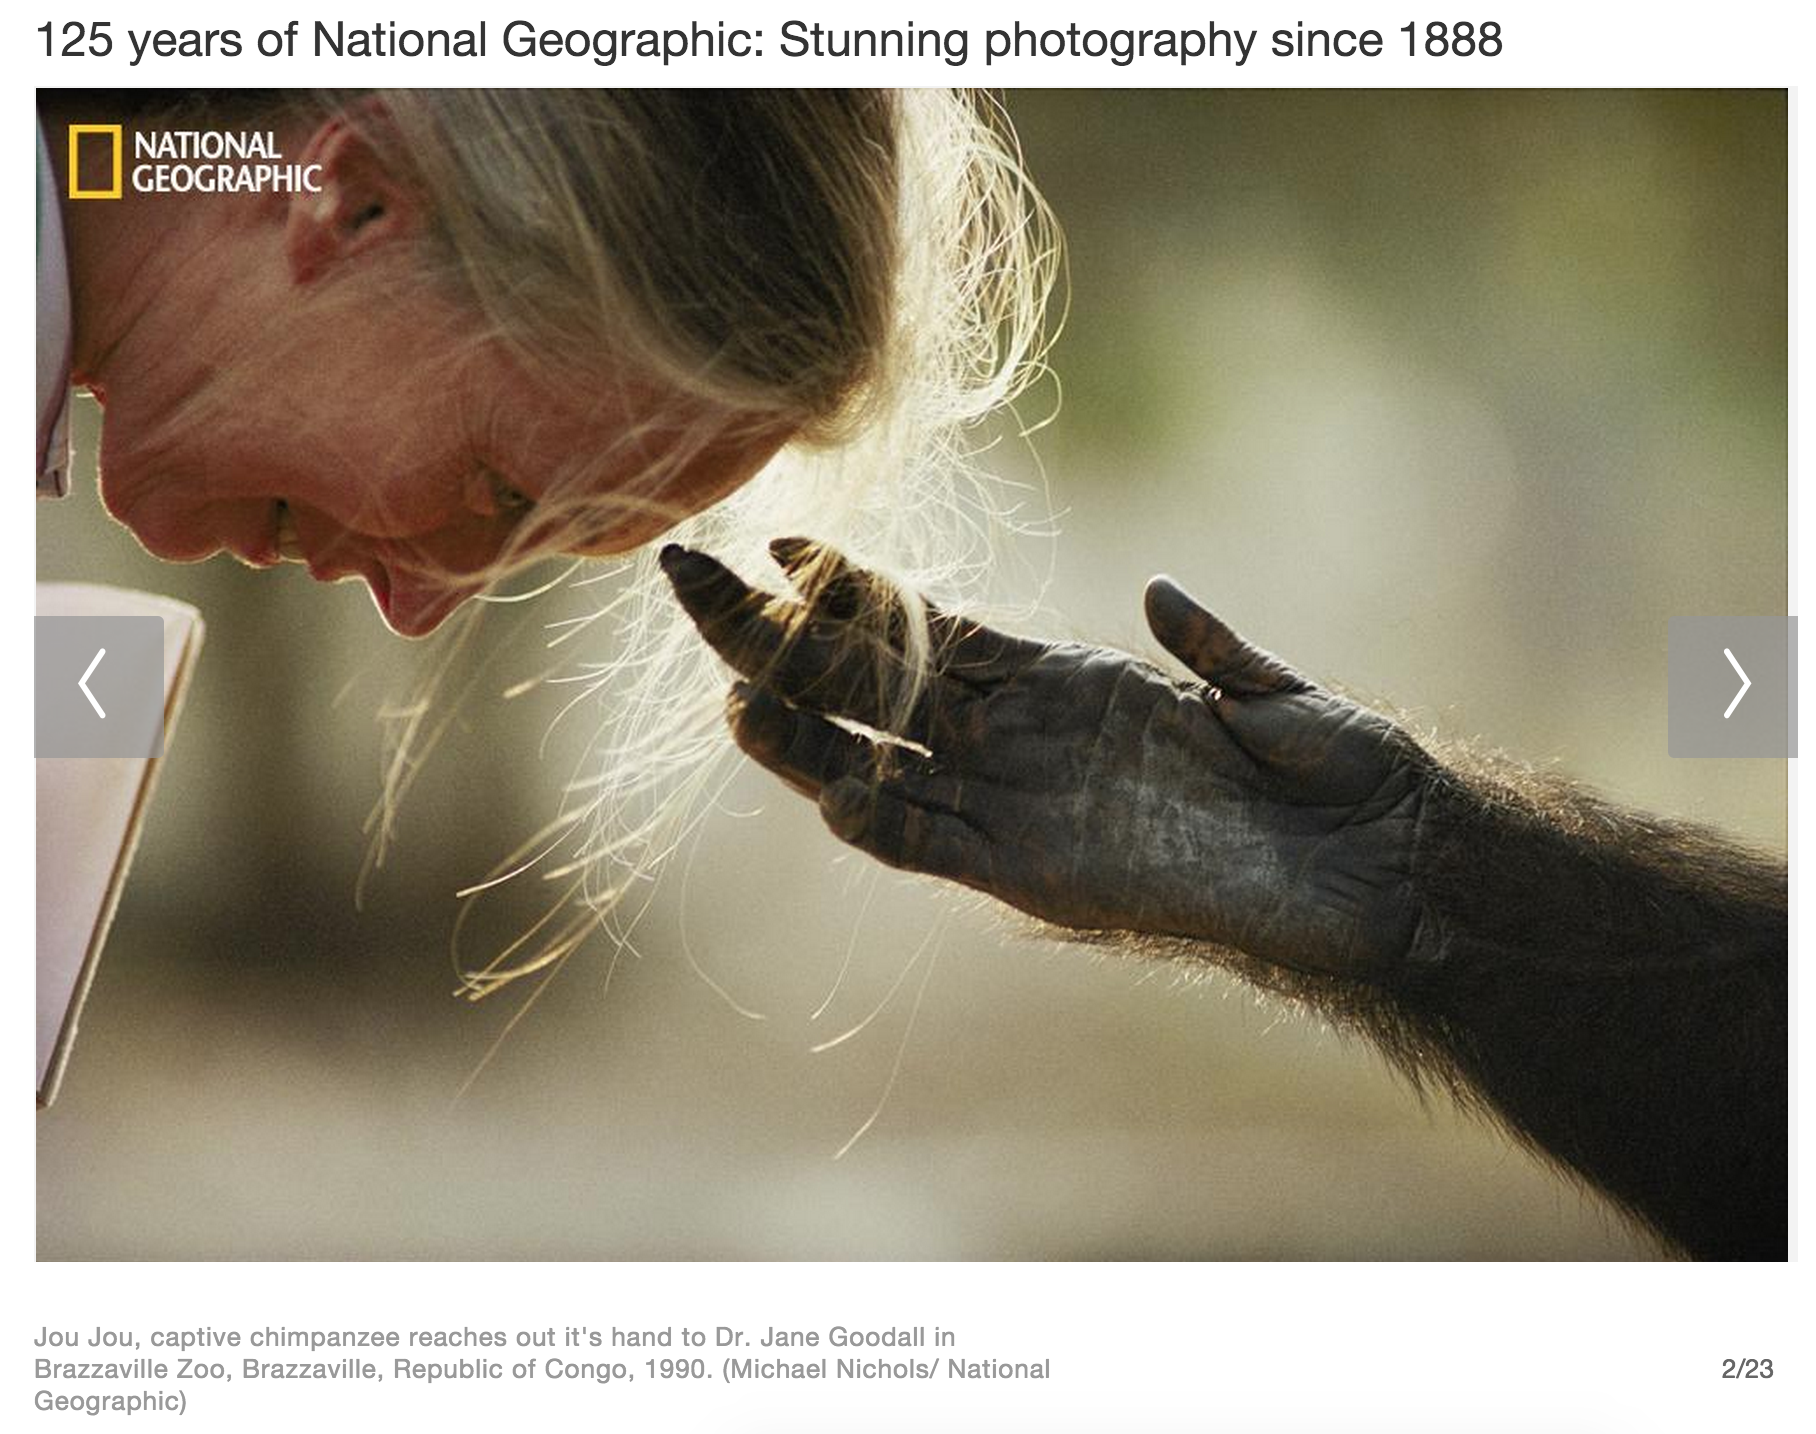 125 years of National Geographic: Stunning photography since 1888
NATIONAL
GEOGRAPHIC
Jou Jou, captive chimpanzee reaches out it's hand to Dr. Jane Goodall in
Brazzaville Zoo, Brazzaville, Republic of Congo, 1990. (Michael Nichols/ National
Geographic)
2/23